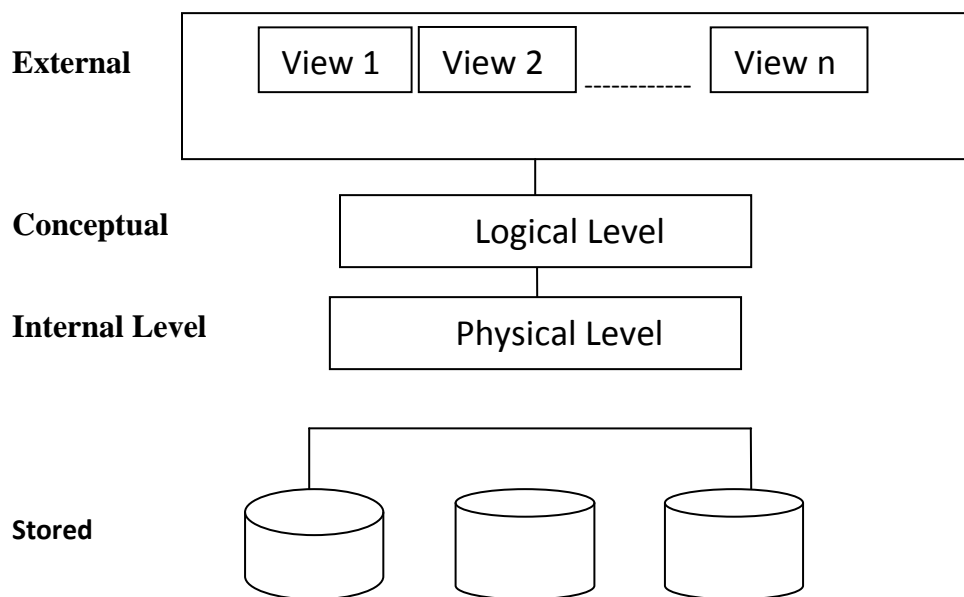 External
View 1
View 2
------------
View n
Conceptual
Logical Level
Internal Level
Physical Level
Stored